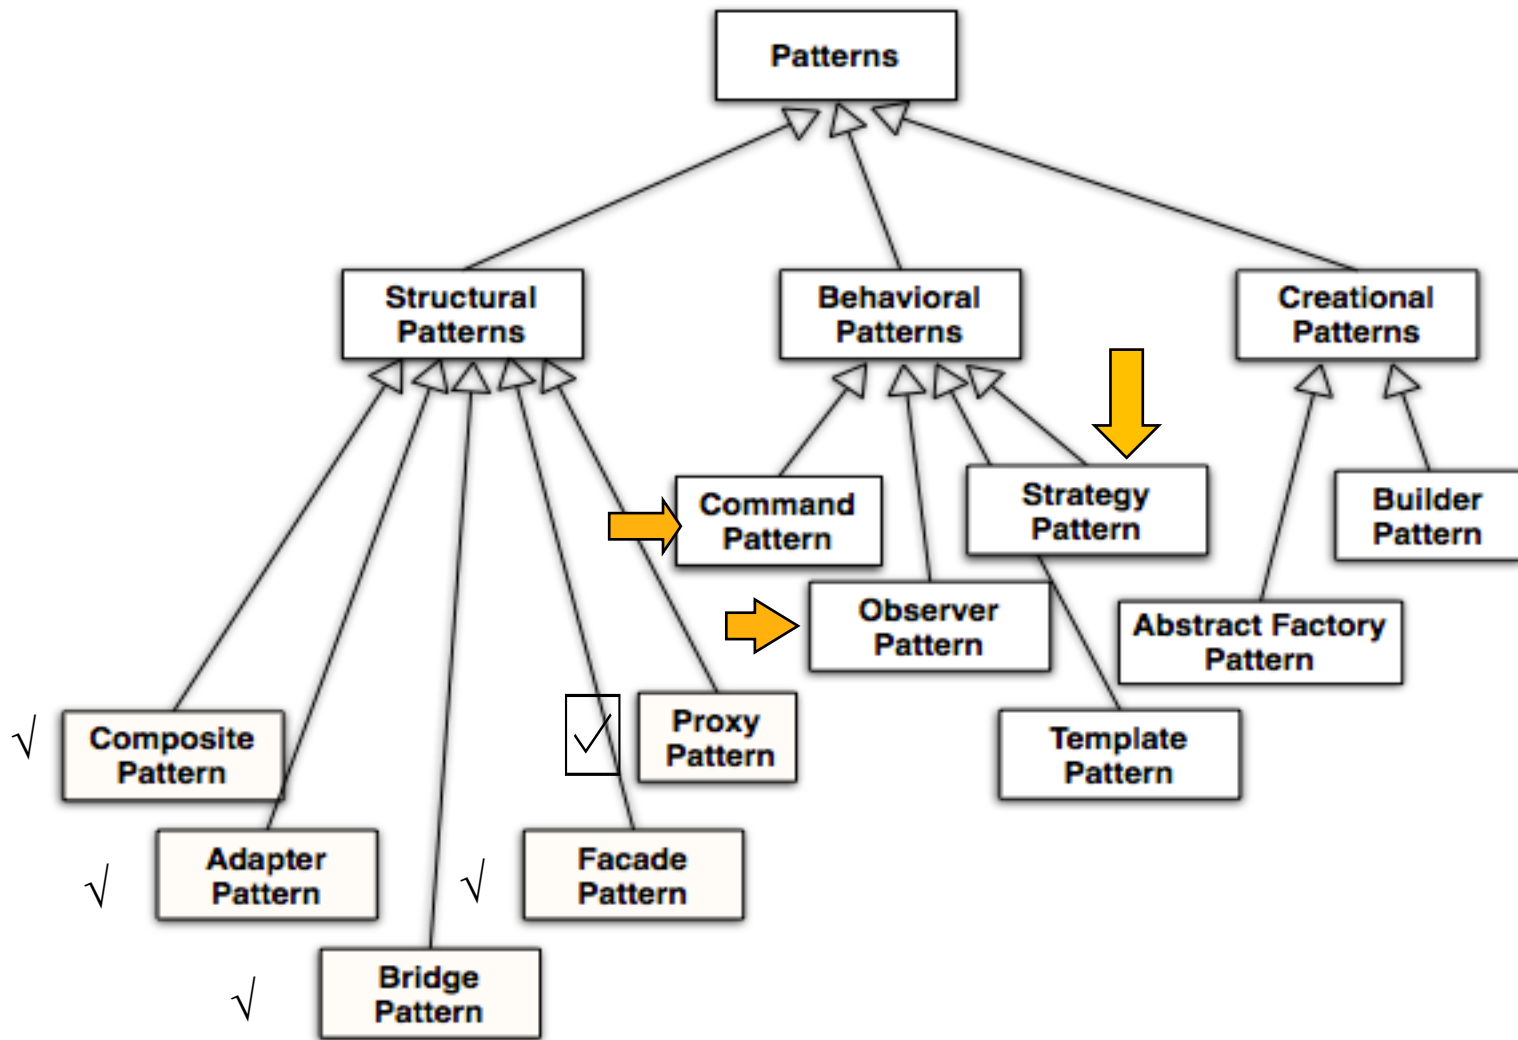 Patterns
Structural
Patterns
Behavioral
Patterns
Creational
Patterns
Command
Pattern
Strategy
Pattern
Builder
Pattern
Observer
Pattern
Abstract Factory
Pattern
√
Composite
Pattern
✓
Proxy
Pattern
Template
Pattern
√
Adapter
Pattern
√
Facade
Pattern
√
Bridge
Pattern